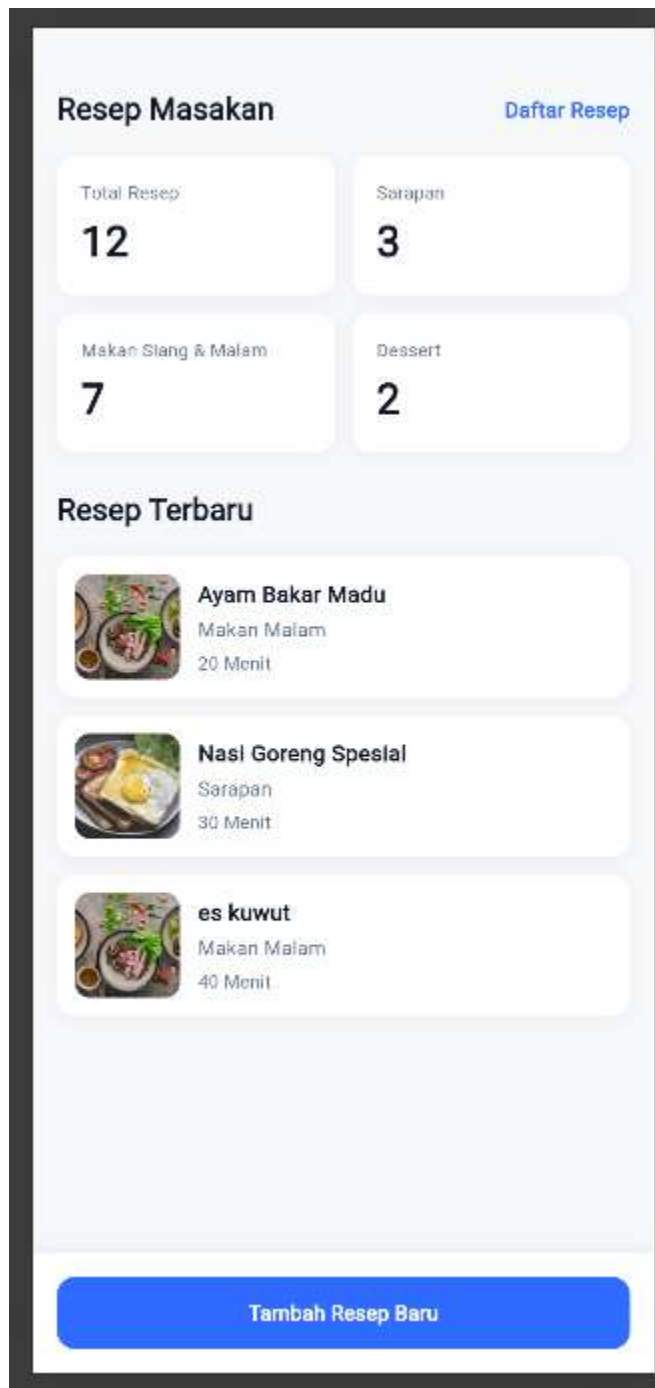 Resep Masakan
Daftar Resep
Total Resep
12
Sarapan
3
Makan Siang & Malam
7
Dessert
2
Resep Terbaru
Ayam Bakar Madu
Makan Malam
20 Menit
Nasi Goreng Spesial
Sarapan
30 Menit
es kuwut
Makan Malam
40 Menit
Tambah Resep Baru